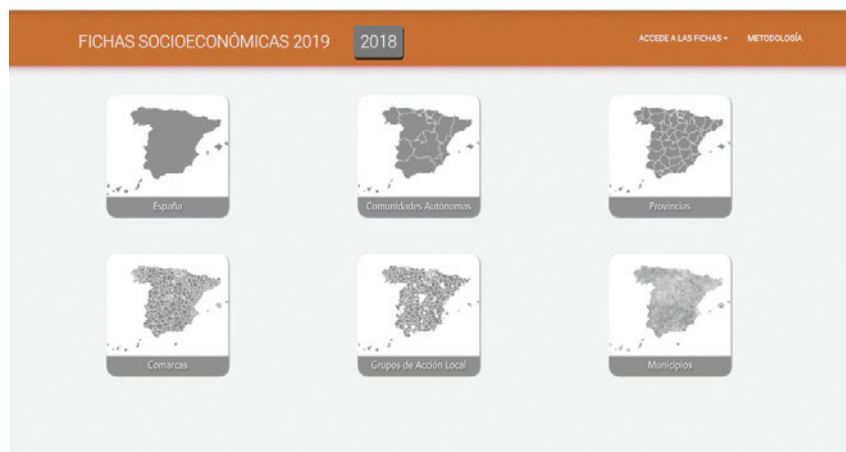 FICHAS SOCIOECONÓMICAS 2019 2018 ACCEDE A LAS FICHAS METODOLOGÍA
España Comunidades Autónomas Provincias
Comarcas Grupos de Acción Local Municipios